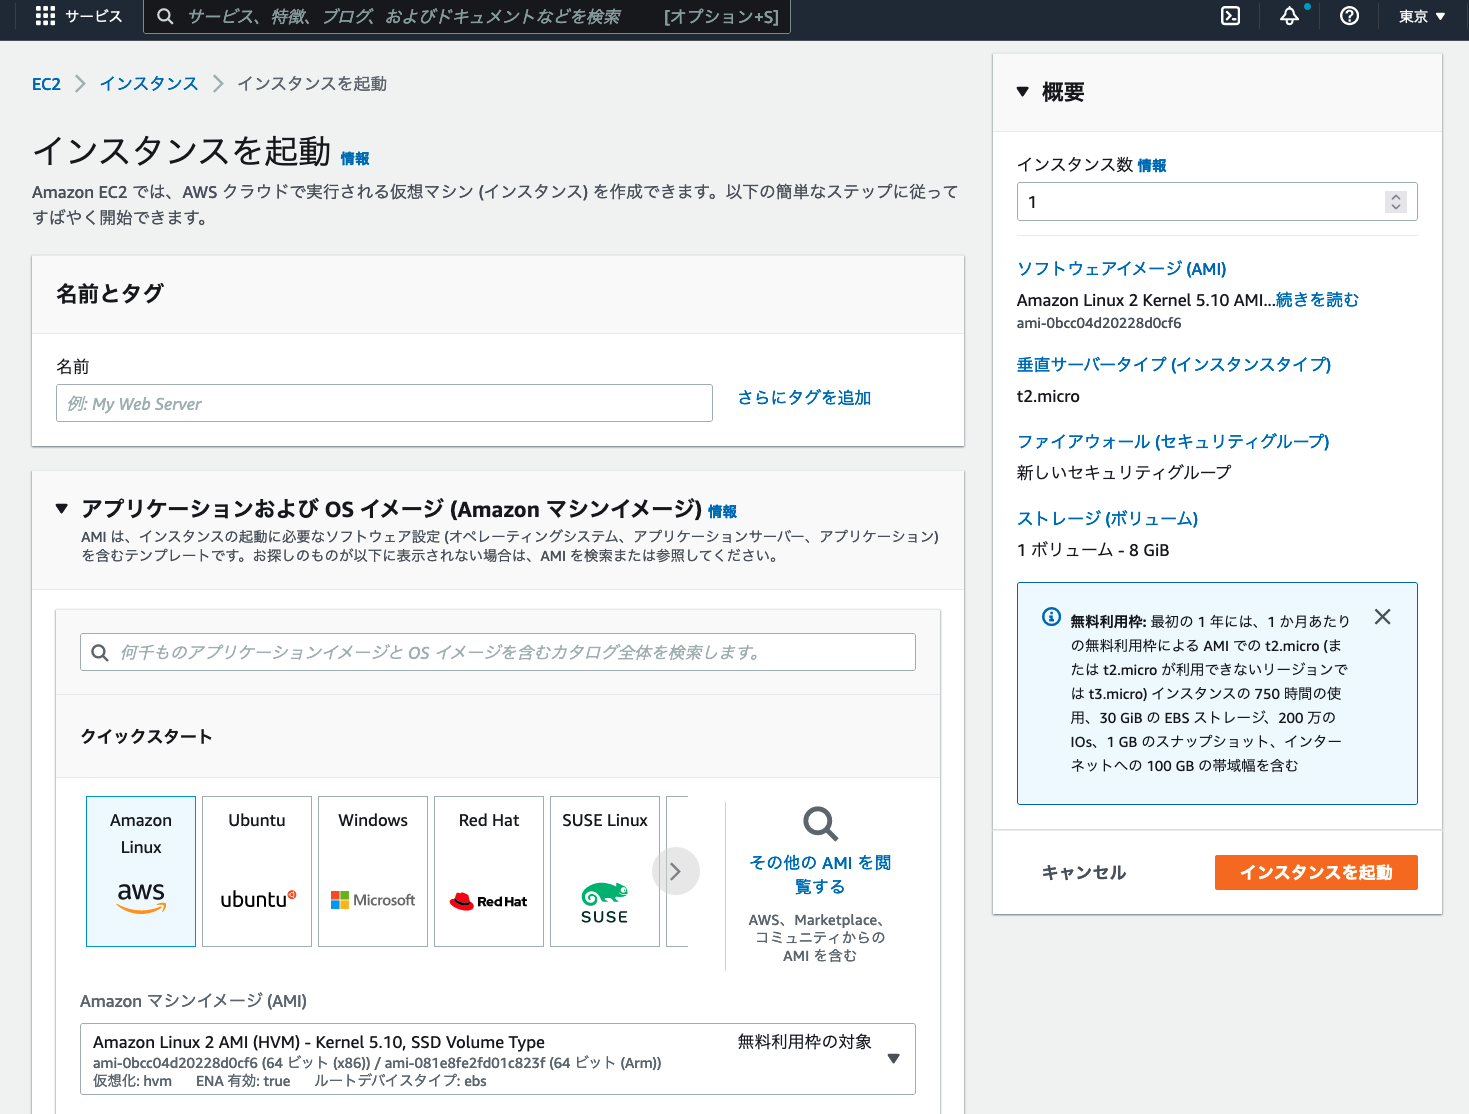 サービス
サービス、特徴、ブログ、およびドキュメントなどを検索
[オプション+S]
東京
EC2
インスタンス
インスタンスを起動
インスタンスを起動 情報
Amazon EC2 では、AWS クラウドで実行される仮想マシン (インスタンス) を作成できます。以下の簡単なステップに従って
すばやく開始できます。
名前とタグ
名前
例: My Web Server
さらにタグを追加
アプリケーションおよび OS イメージ (Amazon マシンイメージ) 情報
AMI は、インスタンスの起動に必要なソフトウェア設定 (オペレーティングシステム、アプリケーションサーバー、アプリケーション)
を含むテンプレートです。お探しのものが以下に表示されない場合は、AMI を検索または参照してください。
何千ものアプリケーションイメージと OS イメージを含むカタログ全体を検索します。
クイックスタート
Amazon
Linux
aws
Ubuntu
ubuntu
Windows
Microsoft
Red Hat
Red Hat
SUSE Linux
SUSE
その他の AMI を閲
覧する
AWS、Marketplace、
コミュニティからの
AMI を含む
Amazon マシンイメージ (AMI)
Amazon Linux 2 AMI (HVM) - Kernel 5.10, SSD Volume Type
無料利用枠の対象
ami-0bcc04d20228d0cf6 (64 ビット (x86)) / ami-081e8fe2fd01c823f (64 ビット (Arm))
仮想化: hvm ENA 有効: true ルートデバイスタイプ: ebs
概要
インスタンス数 情報
1
ソフトウェアイメージ (AMI)
Amazon Linux 2 Kernel 5.10 AMI...続きを読む
ami-0bcc04d20228d0cf6
垂直サーバータイプ (インスタンスタイプ)
t2.micro
ファイアウォール (セキュリティグループ)
新しいセキュリティグループ
ストレージ (ボリューム)
1 ボリューム - 8 GiB
無料利用枠: 最初の 1 年には、1 か月あたり
の無料利用枠による AMI での t2.micro (ま
たは t2.micro が利用できないリージョンで
は t3.micro) インスタンスの 750 時間の使
用、30 GiB の EBS ストレージ、200 万の
IOs、1 GB のスナップショット、インター
ネットへの 100 GB の帯域幅を含む
キャンセル
インスタンスを起動